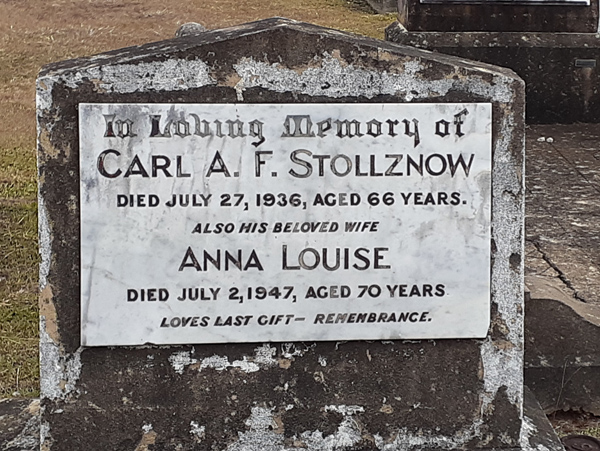 In Loving Memory of
CARL A. F. STOLLZNOW
DIED JULY 27, 1936, AGED 66 YEARS.
ALSO HIS BELOVED WIFE
ANNA LOUISE
DIED JULY 2, 1947, AGED 70 YEARS
LOVES LAST GIFT — REMEMBRANCE.